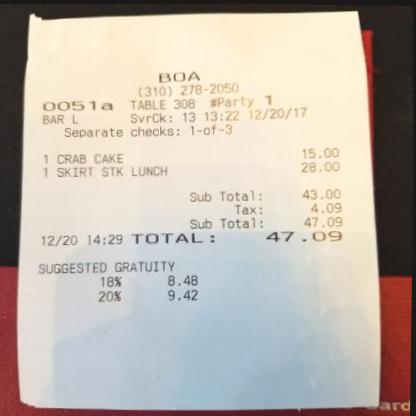 BOA
(310) 278-2050
0051a TABLE 308 #Party 1
BAR L SvrCk: 13 13:22 12/20/17
Separate checks: 1-of-3
1 CRAB CAKE 15.00
1 SKIRT STK LUNCH 28.00
Sub Total: 43.00
Tax: 4.09
Sub Total: 47.09
12/20 14:29 TOTAL: 47.09
SUGGESTED GRATUITY
18% 8.48
20% 9.42